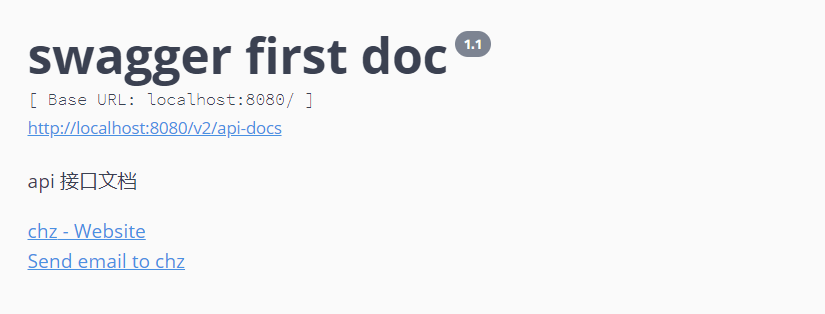 swagger first doc 1.1
[ Base URL: localhost:8080/ ]
http://localhost:8080/v2/api-docs
api 接口文档
chz - Website
Send email to chz